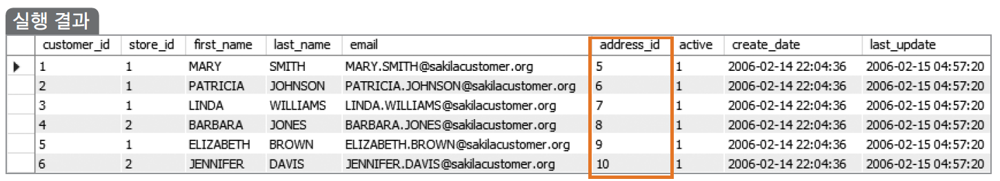 실행 결과
customer_id store_id first_name last_name email address_id active create_date last_update
1 1 MARY SMITH MARY.SMITH@sakilacustomer.org 5 1 2006-02-14 22:04:36 2006-02-15 04:57:20
2 1 PATRICIA JOHNSON PATRICIA.JOHNSON@sakilacustomer.org 6 1 2006-02-14 22:04:36 2006-02-15 04:57:20
3 1 LINDA WILLIAMS LINDA.WILLIAMS@sakilacustomer.org 7 1 2006-02-14 22:04:36 2006-02-15 04:57:20
4 2 BARBARA JONES BARBARA.JONES@sakilacustomer.org 8 1 2006-02-14 22:04:36 2006-02-15 04:57:20
5 1 ELIZABETH BROWN ELIZABETH.BROWN@sakilacustomer.org 9 1 2006-02-14 22:04:36 2006-02-15 04:57:20
6 2 JENNIFER DAVIS JENNIFER.DAVIS@sakilacustomer.org 10 1 2006-02-14 22:04:36 2006-02-15 04:57:20